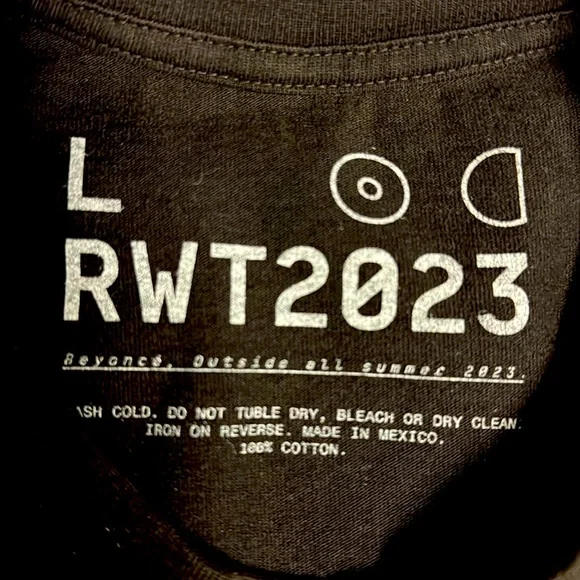 L
RWT2023
Beyoncé. Outside all summer 2023.
\SH COLD. DO NOT TUBLE DRY, BLEACH OR DRY CLEAN.
IRON ON REVERSE. MADE IN MEXICO.
100% COTTON.